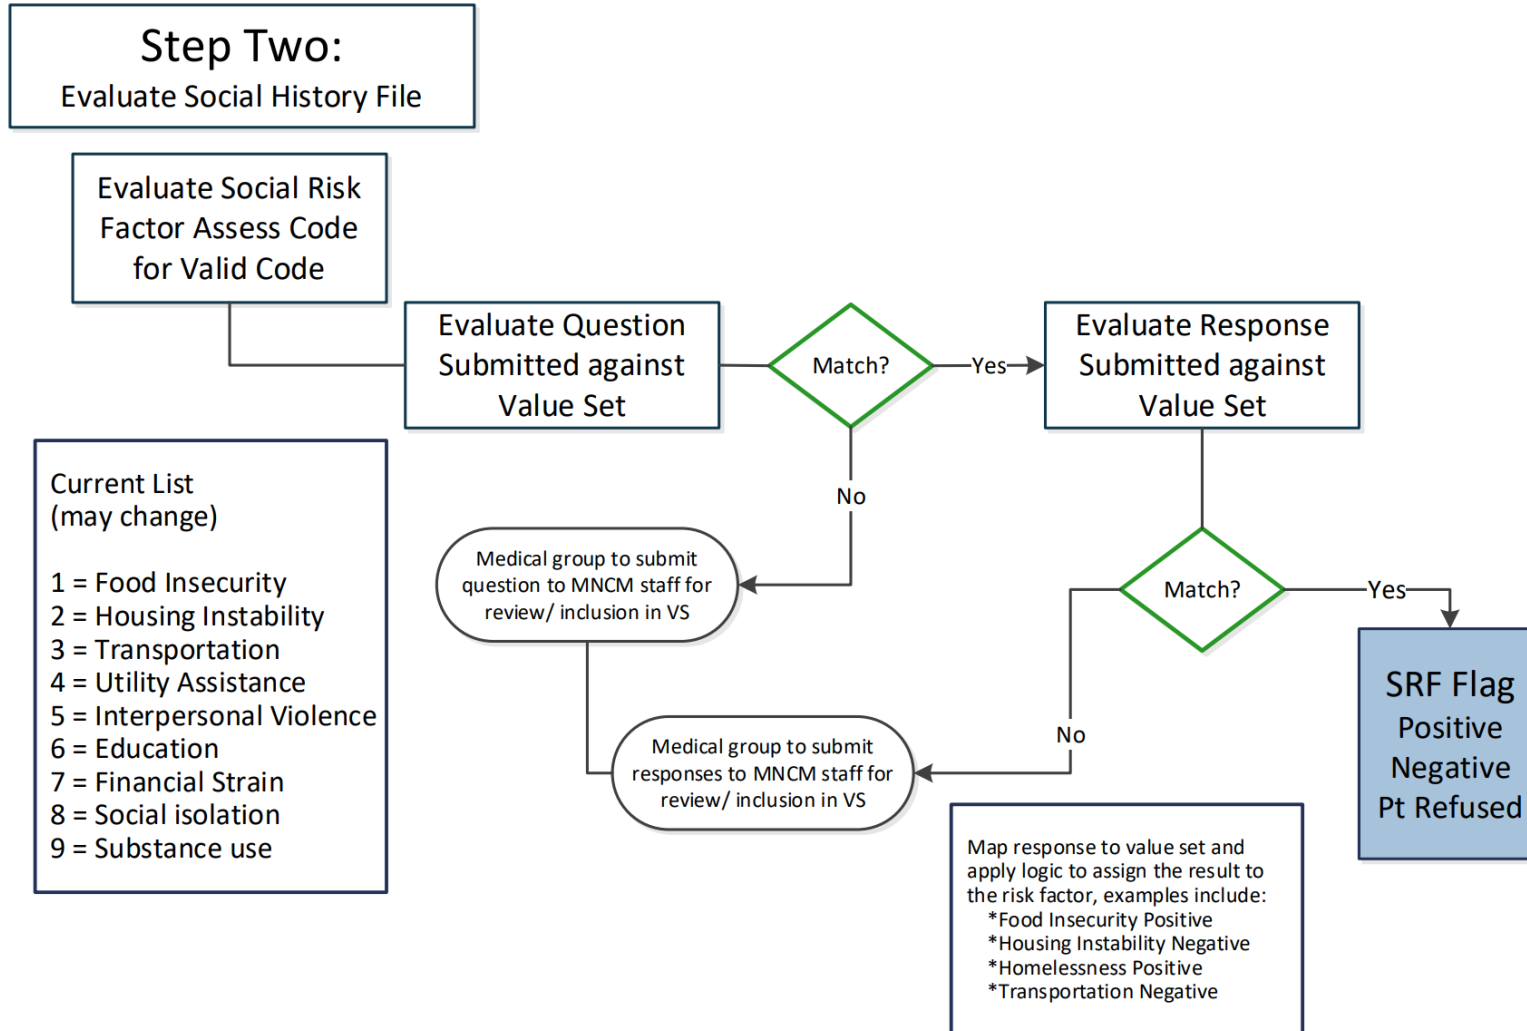 Step Two:
Evaluate Social History File
Evaluate Social Risk
Factor Assess Code
for Valid Code
Evaluate Question
Submitted against
Value Set
Match?
Yes
Evaluate Response
Submitted against
Value Set
No
Medical group to submit
question to MNCM staff for
review/ inclusion in VS
Match?
Yes
No
Medical group to submit
responses to MNCM staff for
review/ inclusion in VS
SRF Flag
Positive
Negative
Pt Refused
Current List
(may change)
1 = Food Insecurity
2 = Housing Instability
3 = Transportation
4 = Utility Assistance
5 = Interpersonal Violence
6 = Education
7 = Financial Strain
8 = Social isolation
9 = Substance use
Map response to value set and
apply logic to assign the result to
the risk factor, examples include:
*Food Insecurity Positive
*Housing Instability Negative
*Homelessness Positive
*Transportation Negative